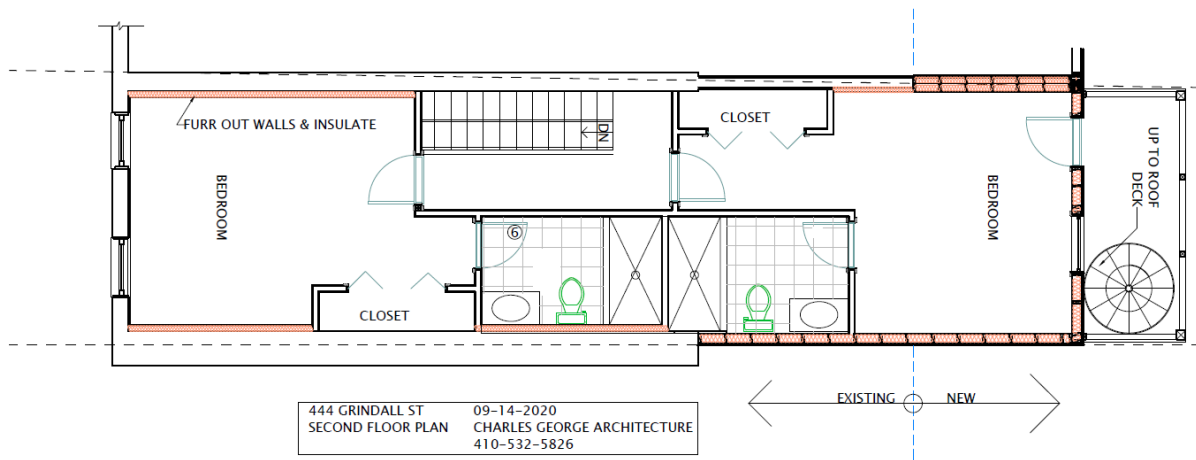 FURR OUT WALLS & INSULATE
BEDROOM
DN
CLOSET
BEDROOM
UP TO ROOF
DECK
6
CLOSET
EXISTING
NEW
444 GRINDALL ST 09-14-2020
SECOND FLOOR PLAN CHARLES GEORGE ARCHITECTURE
410-532-5826